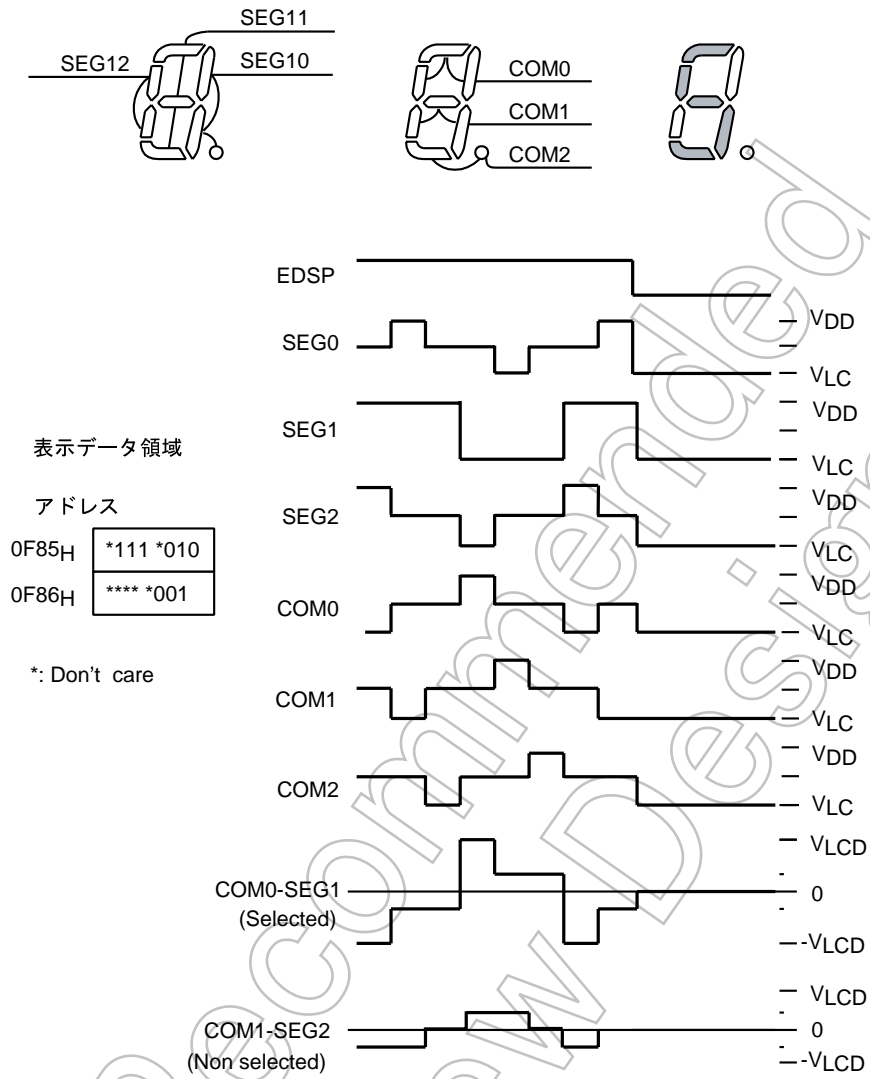 SEG11
SEG12
SEG10
COM0
COM1
COM2
EDSP
SEG0
VDD
VLC
SEG1
VDD
VLC
表示データ領域
アドレス
0F85H
*111 *010
0F86H
**** *001
*: Don't care
SEG2
VDD
VLC
COM0
VDD
VLC
COM1
VDD
VLC
COM2
VDD
VLC
COM0-SEG1
(Selected)
VLCD
0
-VLCD
COM1-SEG2
(Non selected)
VLCD
0
-VLCD